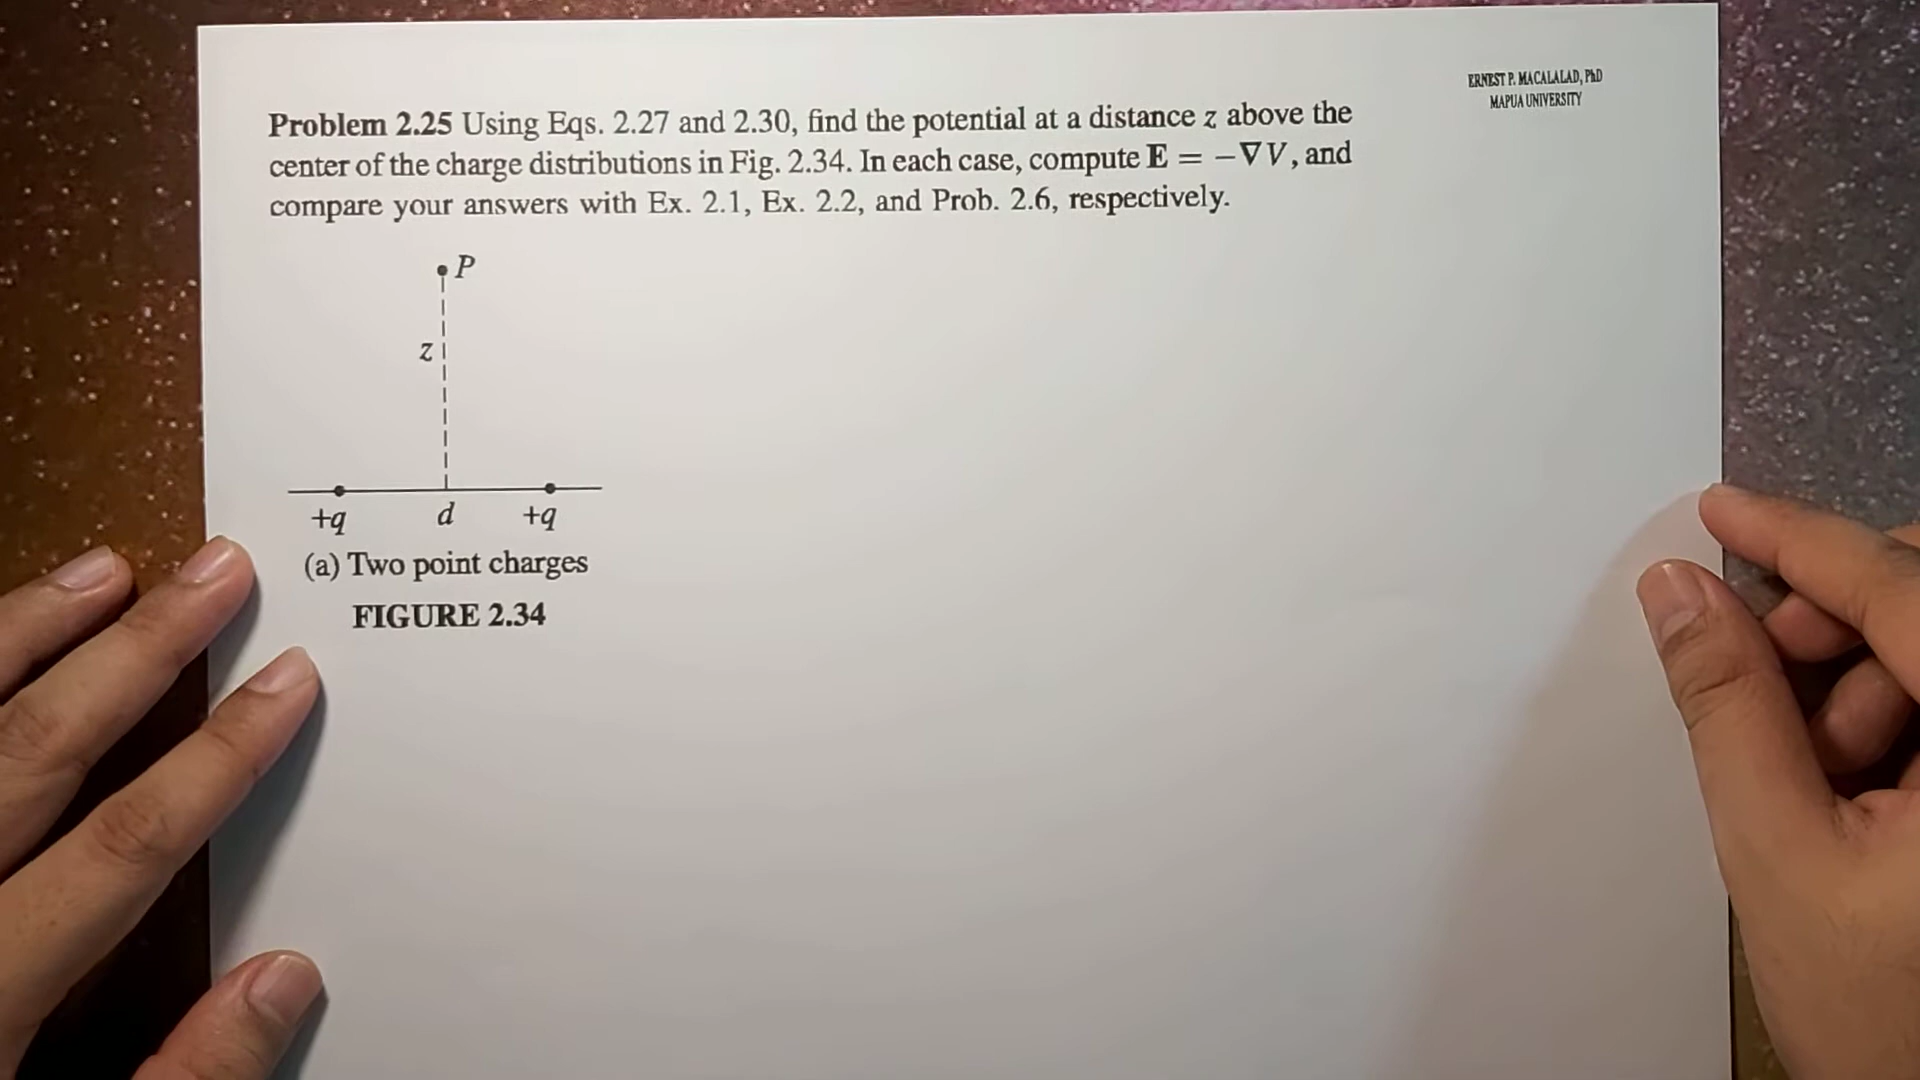 ERNEST P. MACALALAD, PhD
MAPUA UNIVERSITY
Problem 2.25 Using Eqs. 2.27 and 2.30, find the potential at a distance z above the
center of the charge distributions in Fig. 2.34. In each case, compute E = −∇V, and
compare your answers with Ex. 2.1, Ex. 2.2, and Prob. 2.6, respectively.
P
z
+q d +q
(a) Two point charges
FIGURE 2.34